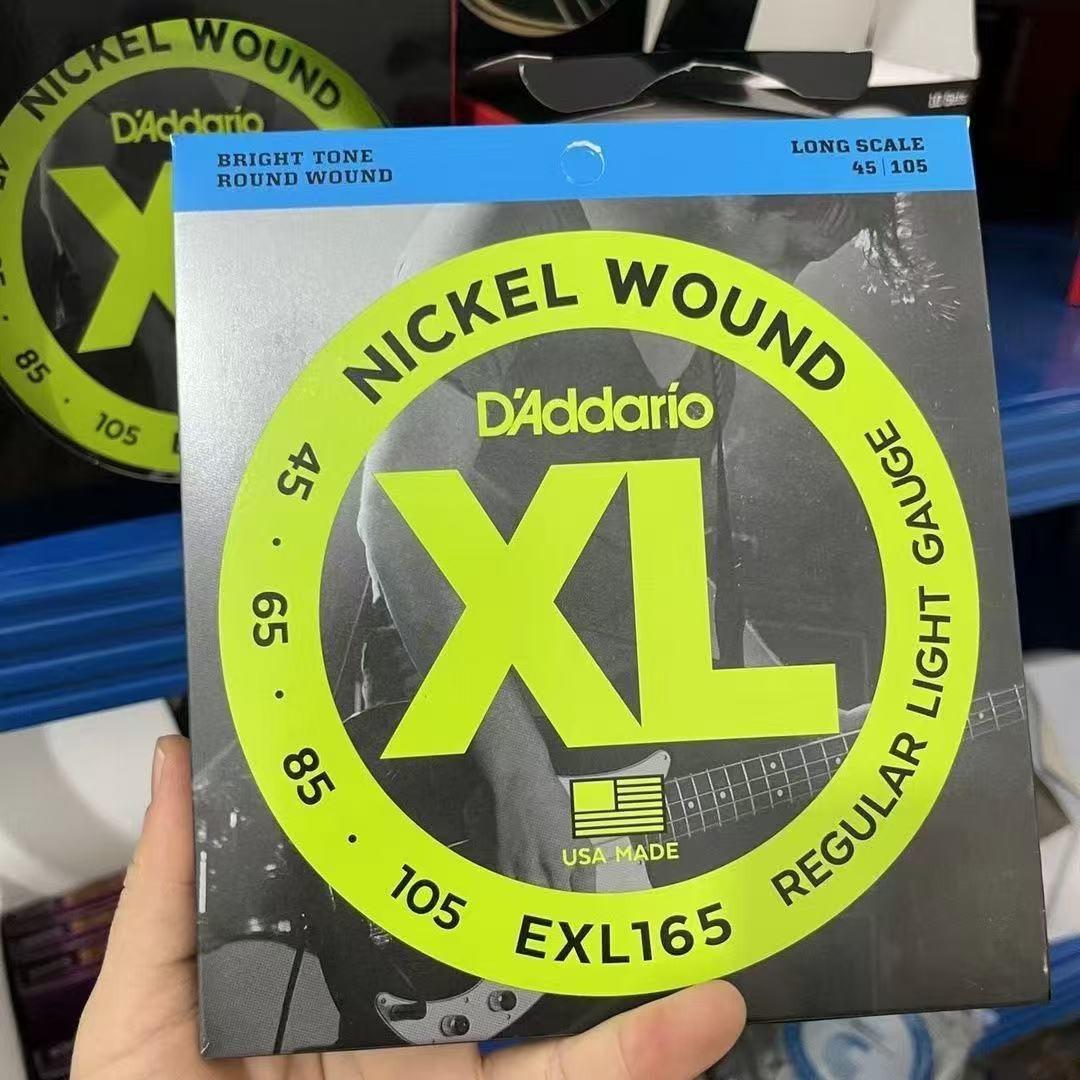 NICKEL WOUND
D'Addario
X
85 · 105
BRIGHT TONE
ROUND WOUND
LONG SCALE
45 | 105
NICKEL WOUND
D'Addario
XL
USA MADE
45 · 65 · 85 · 105
EXL165
REGULAR LIGHT GAUGE